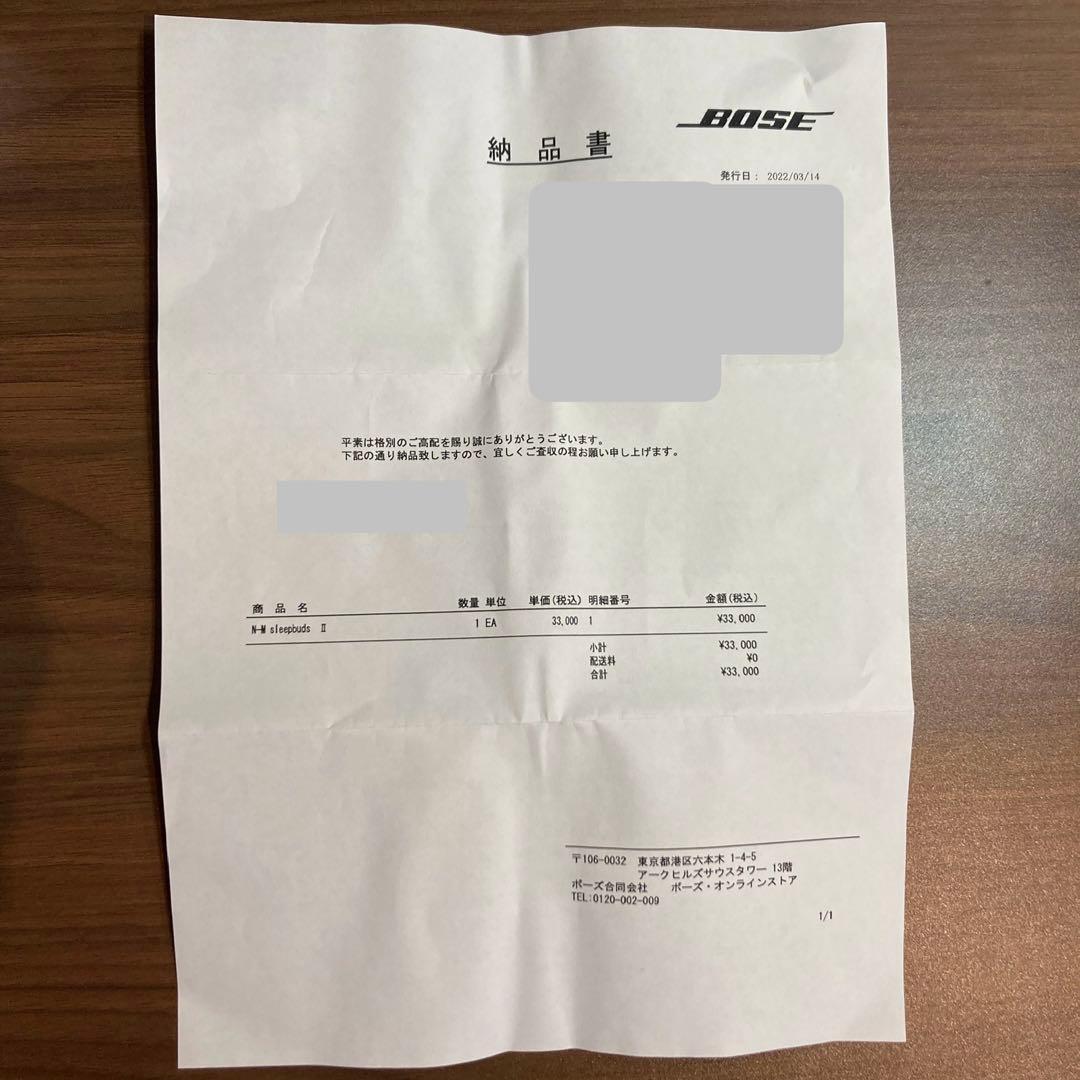 BOSE
納品書
発行日： 2022/03/14
平素は格別のご高配を賜り誠にありがとうございます。
下記の通り納品致しますので、宜しくご査収の程お願い申し上げます。
商品名 数量 単位 単価(税込) 明細番号 金額(税込)
N-M sleepbuds Ⅱ 1 EA 33,000 1 ¥33,000
小計 ¥33,000
配送料 ¥0
合計 ¥33,000
〒106-0032 東京都港区六本木 1-4-5
アークヒルズサウスタワー 13階
ボーズ合同会社 ボーズ・オンラインストア
TEL:0120-002-009
1/1